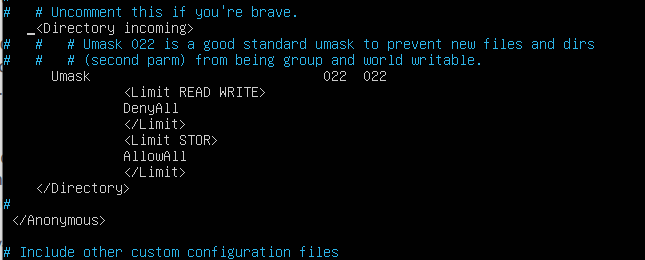 #   # Uncomment this if you're brave.
<Directory incoming>
#   #   # Umask 022 is a good standard umask to prevent new files and dirs
#   #   # (second parm) from being group and world writable.
Umask                              022  022
<Limit READ WRITE>
DenyAll
</Limit>
<Limit STOR>
AllowAll
</Limit>
</Directory>
#
</Anonymous>
# Include other custom configuration files